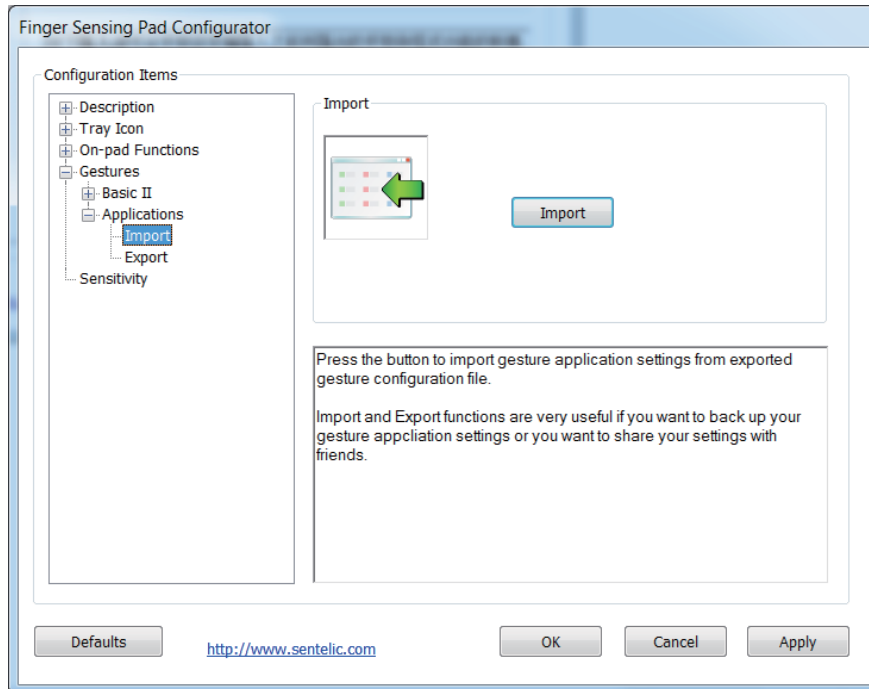 Finger Sensing Pad Configurator
Configuration Items
Description
Tray Icon
On-pad Functions
Gestures
Basic II
Applications
Import
Export
Sensitivity
Import
Import
Press the button to import gesture application settings from exported
gesture configuration file.
Import and Export functions are very useful if you want to back up your
gesture appcliation settings or you want to share your settings with
friends.
Defaults
http://www.sentelic.com
OK
Cancel
Apply